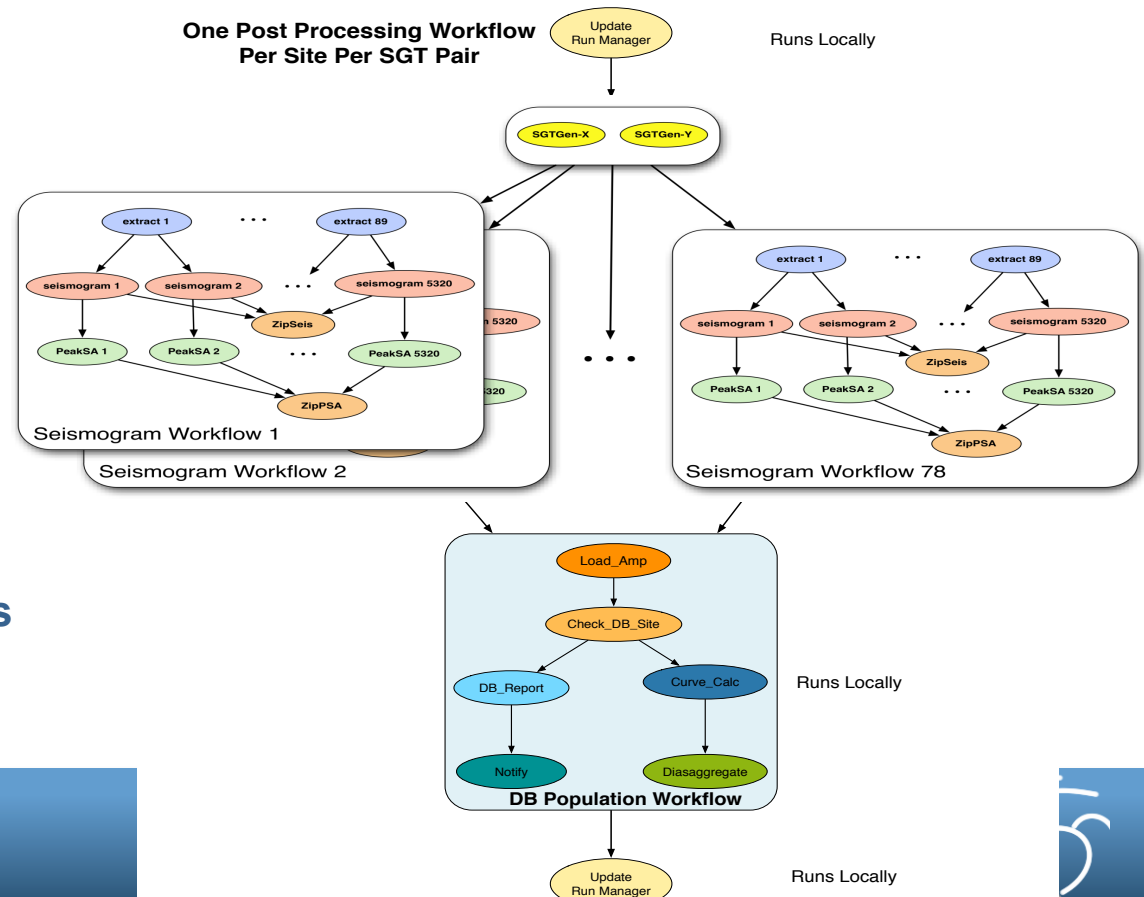 One Post Processing Workflow
Per Site Per SGT Pair
Update
Run Manager
Runs Locally
SGTGen-X
SGTGen-Y
extract 1
...
extract 89
seismogram 1
seismogram 2
...
seismogram 5320
ZipSeis
PeakSA 1
PeakSA 2
...
PeakSA 5320
ZipPSA
Seismogram Workflow 1
n 5320
5320
Seismogram Workflow 2
...
extract 1
...
extract 89
seismogram 1
seismogram 2
...
seismogram 5320
ZipSeis
PeakSA 1
PeakSA 2
...
PeakSA 5320
ZipPSA
Seismogram Workflow 78
s
Load_Amp
Check_DB_Site
DB_Report
Curve_Calc
Runs Locally
Notify
Diasaggregate
DB Population Workflow
Update
Run Manager
Runs Locally